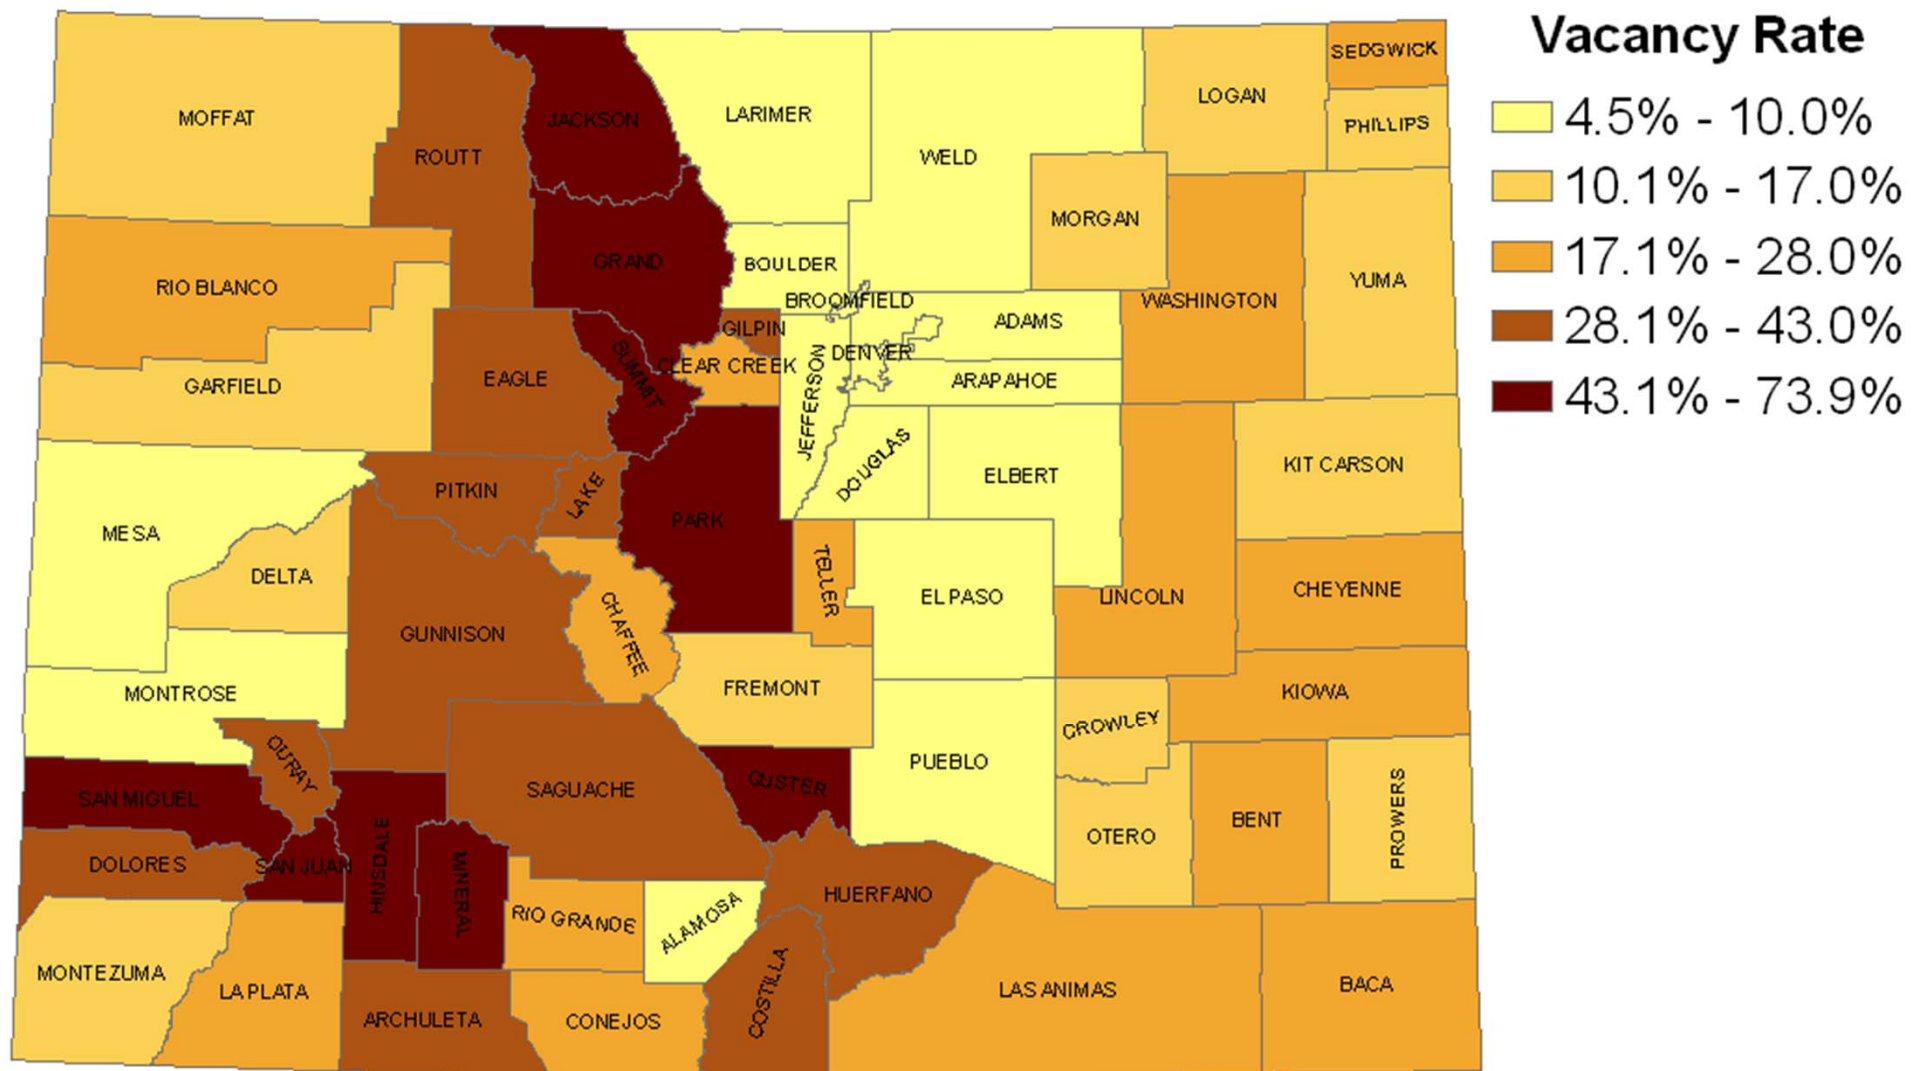 Vacancy Rate
4.5% - 10.0%
10.1% - 17.0%
17.1% - 28.0%
28.1% - 43.0%
43.1% - 73.9%
SEDGWICK
LOGAN
MOFFAT
JACKSON
LARIMER
PHILLIPS
ROUTT
WELD
MORGAN
GRAND
BOULDER
YUMA
RIO BLANCO
BROOMFIELD
WASHINGTON
GILPIN
ADAMS
DENVER
CLEAR CREEK
SUMMIT
EAGLE
GARFIELD
ARAPAHOE
JEFFERSON
DOUGLAS
KIT CARSON
ELBERT
PITKIN
LAKE
PARK
MESA
DELTA
TELLER
CHEYENNE
EL PASO
LINCOLN
GUNNISON
CHAFFEE
FREMONT
KIOWA
MONTROSE
CROWLEY
OURAY
PUEBLO
SAN MIGUEL
SAGUACHE
CUSTER
PROWERS
BENT
OTERO
DOLORES
SAN JUAN
HINSDALE
MINERAL
HUERFANO
RIO GRANDE
ALAMOSA
MONTEZUMA
LA PLATA
LAS ANIMAS
BACA
COSTILLA
ARCHULETA
CONEJOS